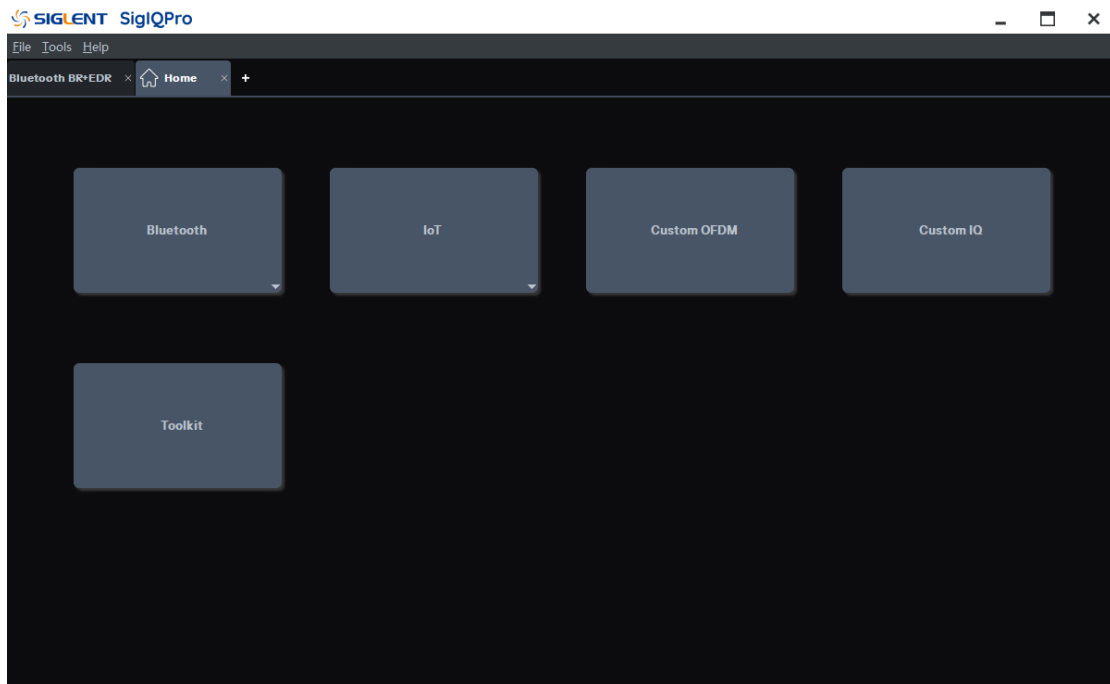 SIGLENT SigIQPro
File Tools Help
Bluetooth BR+EDR Home
Bluetooth IoT Custom OFDM Custom IQ
Toolkit